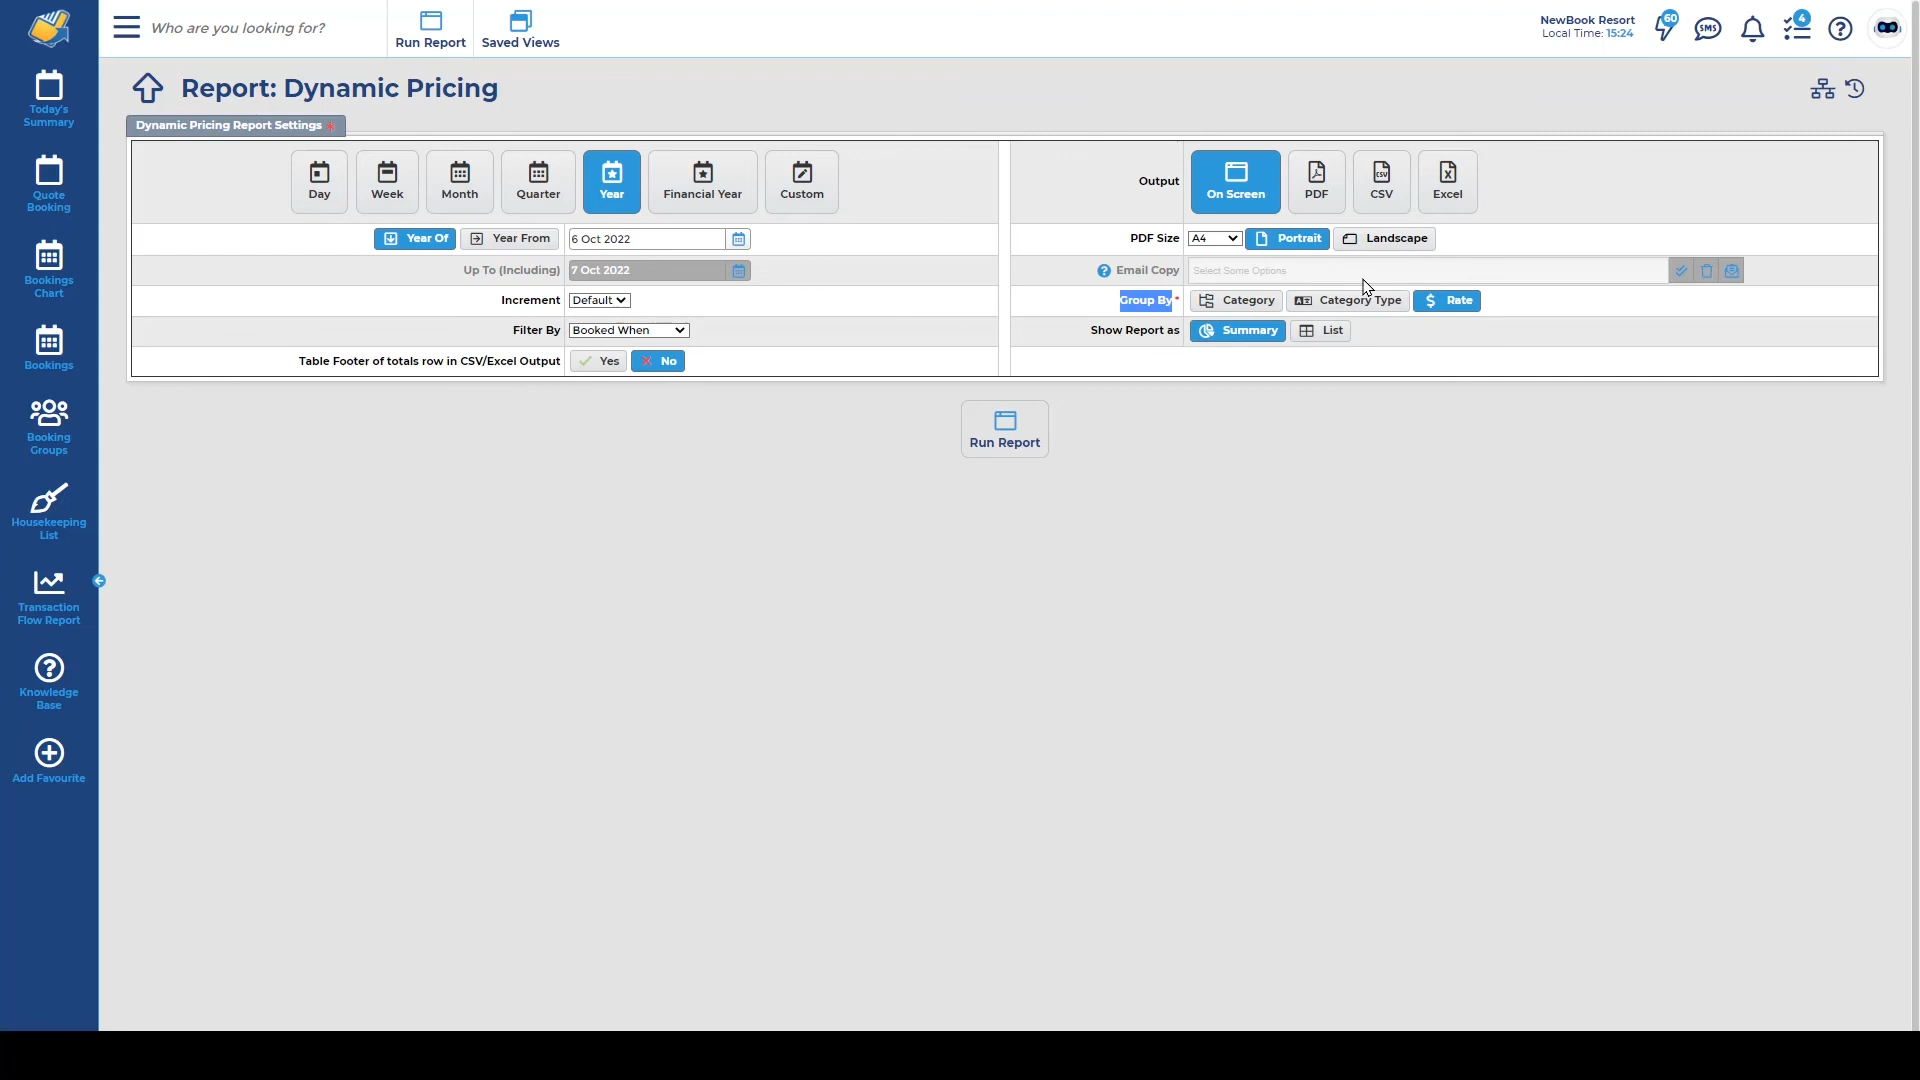 Who are you looking for?
Run Report
Saved Views
NewBook Resort
Local Time: 15:24
60
SMS
4
Today's
Summary
Quote
Booking
Bookings
Chart
Bookings
Booking
Groups
Housekeeping
List
Transaction
Flow Report
Knowledge
Base
Add Favourite
Report: Dynamic Pricing
Dynamic Pricing Report Settings *
Day
Week
Month
Quarter
Year
Financial Year
Custom
Year Of
Year From
6 Oct 2022
Up To (Including)
7 Oct 2022
Increment
Default
Filter By
Booked When
Table Footer of totals row in CSV/Excel Output
Yes
No
Output
On Screen
PDF
CSV
Excel
PDF Size
A4
Portrait
Landscape
Email Copy
Select Some Options
Group By *
Category
Category Type
Rate
Show Report as
Summary
List
Run Report